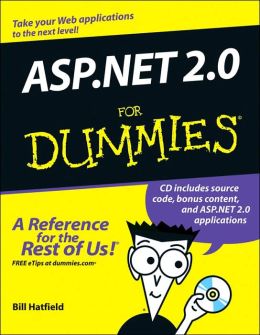 Take your Web applications
to the next level!
ASP.NET 2.0
FOR
DUMMIES®
CD includes source
code, bonus content,
and ASP.NET 2.0
applications
A Reference
for the
Rest of Us!®
FREE eTips at dummies.com®
Bill Hatfield